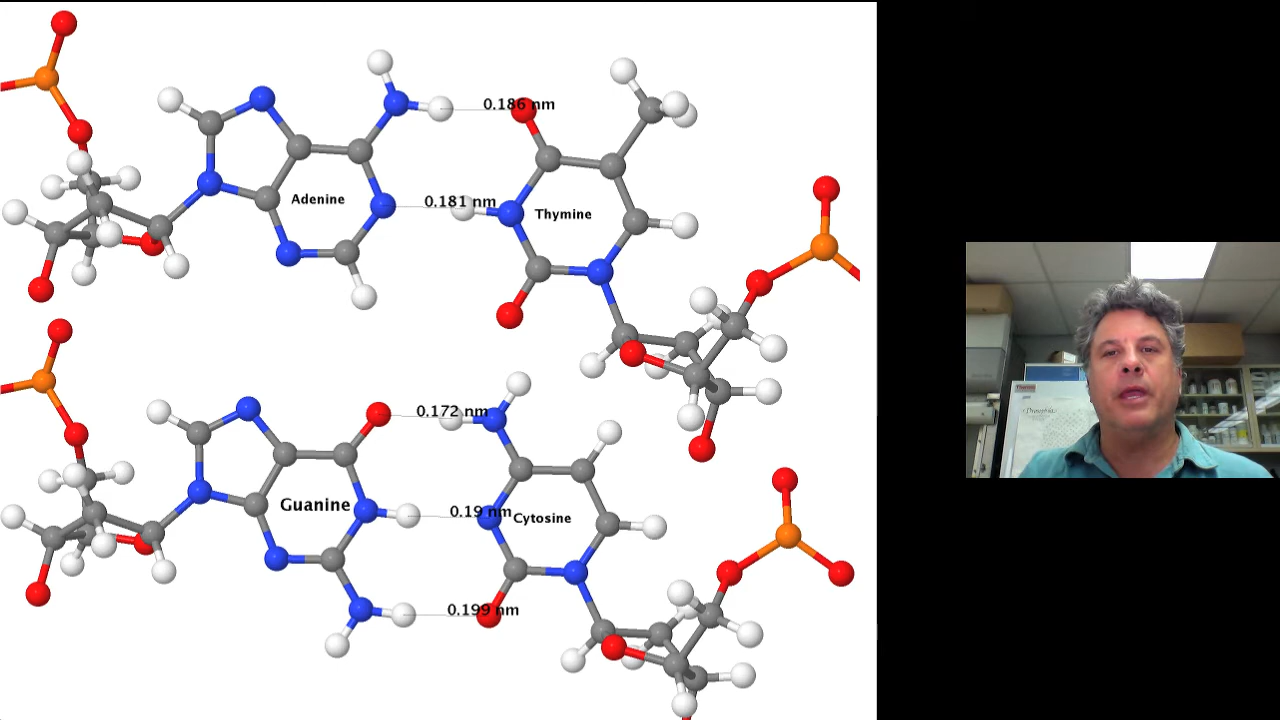 0.186 nm
Adenine
0.181 nm
Thymine
0.172 nm
Guanine
0.19 nm
Cytosine
0.199 nm